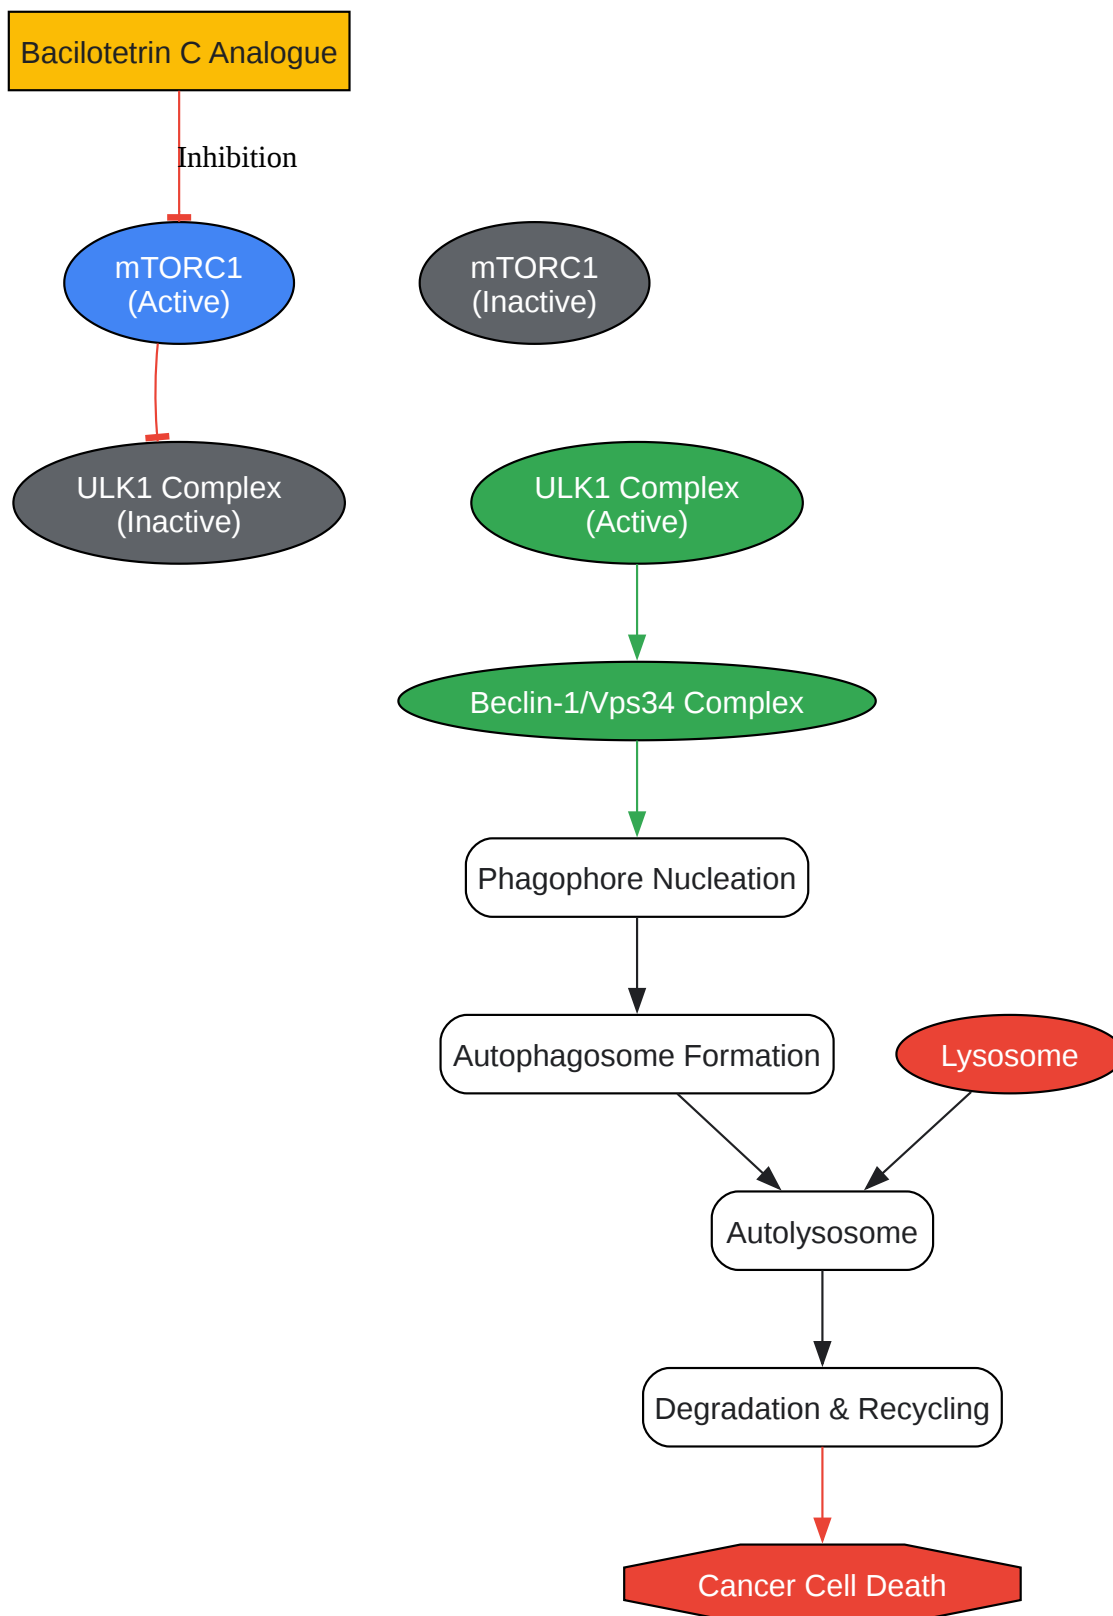 Bacilotetrin C Analogue
Inhibition
mTORC1
(Active)
mTORC1
(Inactive)
ULK1 Complex
(Inactive)
ULK1 Complex
(Active)
Beclin-1/Vps34 Complex
Phagophore Nucleation
Autophagosome Formation
Lysosome
Autolysosome
Degradation & Recycling
Cancer Cell Death